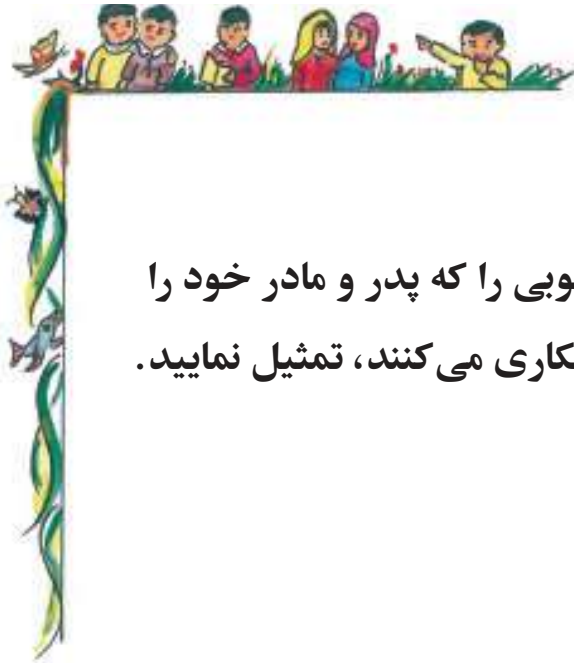 وبی را که پدر و مادر خود را
کاری می‌کنند، تمثیل نمایید.